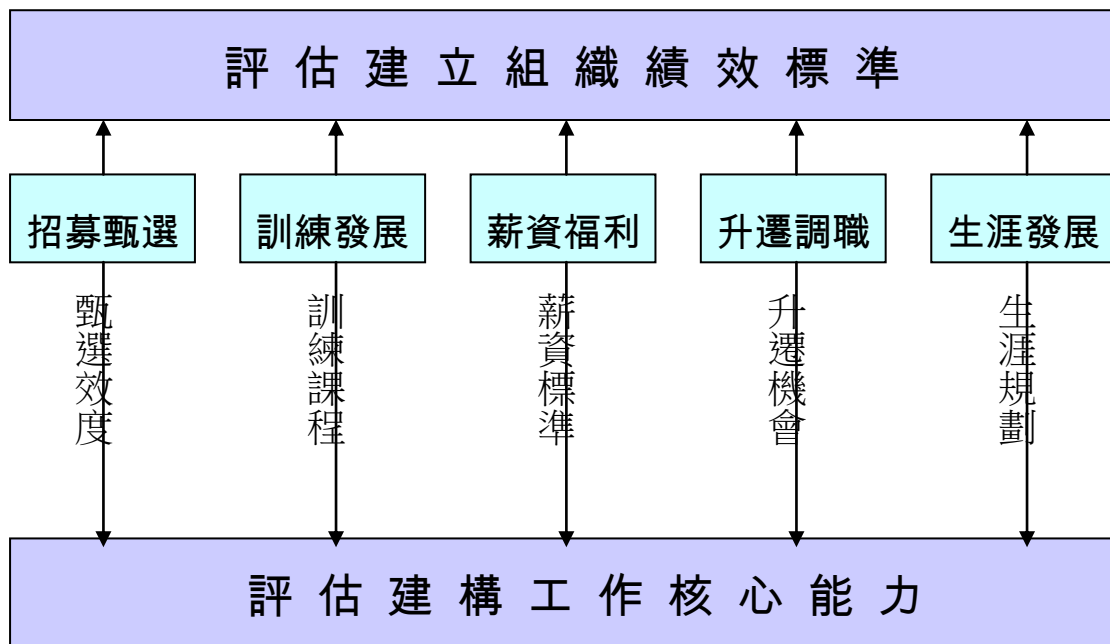 評估建立組織績效標準
招募甄選
訓練發展
薪資福利
升遷調職
生涯發展
甄選效度
訓練課程
薪資標準
升遷機會
生涯規劃
評估建構工作核心能力